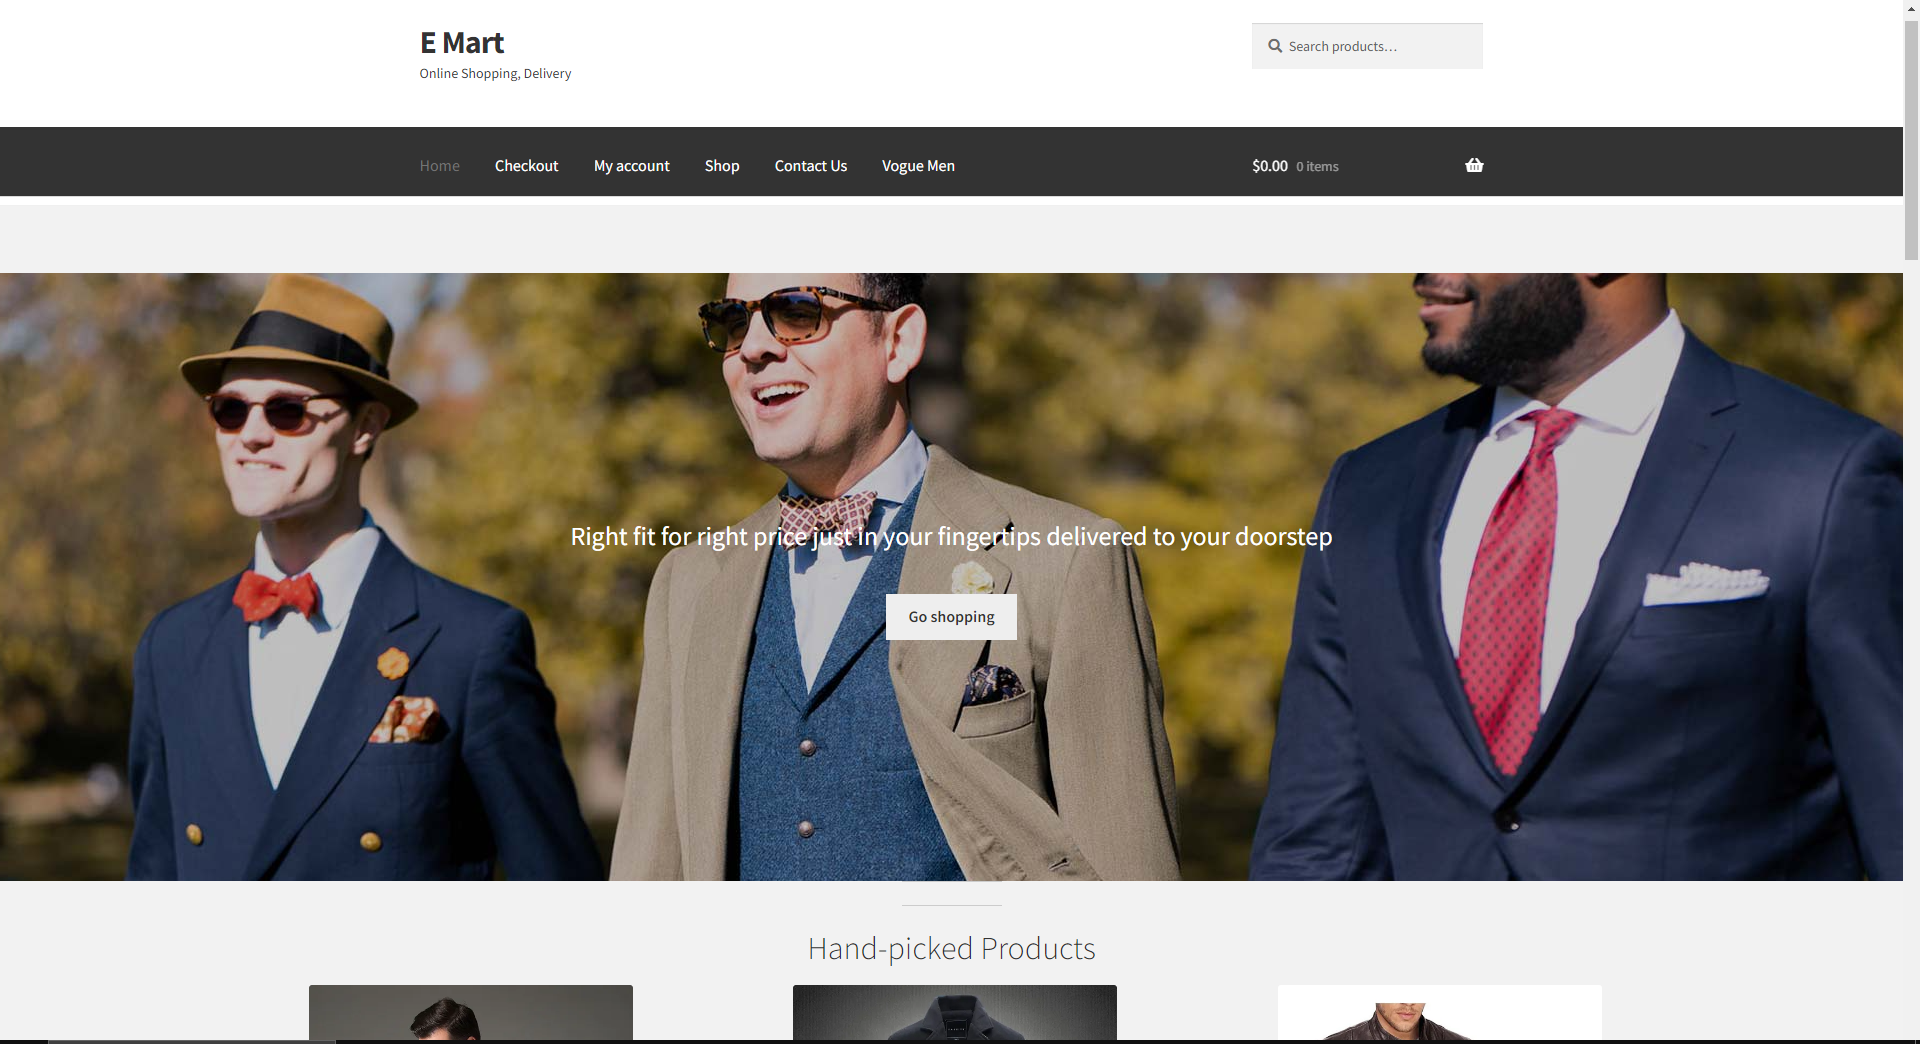 E Mart
Online Shopping, Delivery
Search products…
Home Checkout My account Shop Contact Us Vogue Men $0.00 0 items
Right fit for right price just in your fingertips delivered to your doorstep
Go shopping
Hand-picked Products